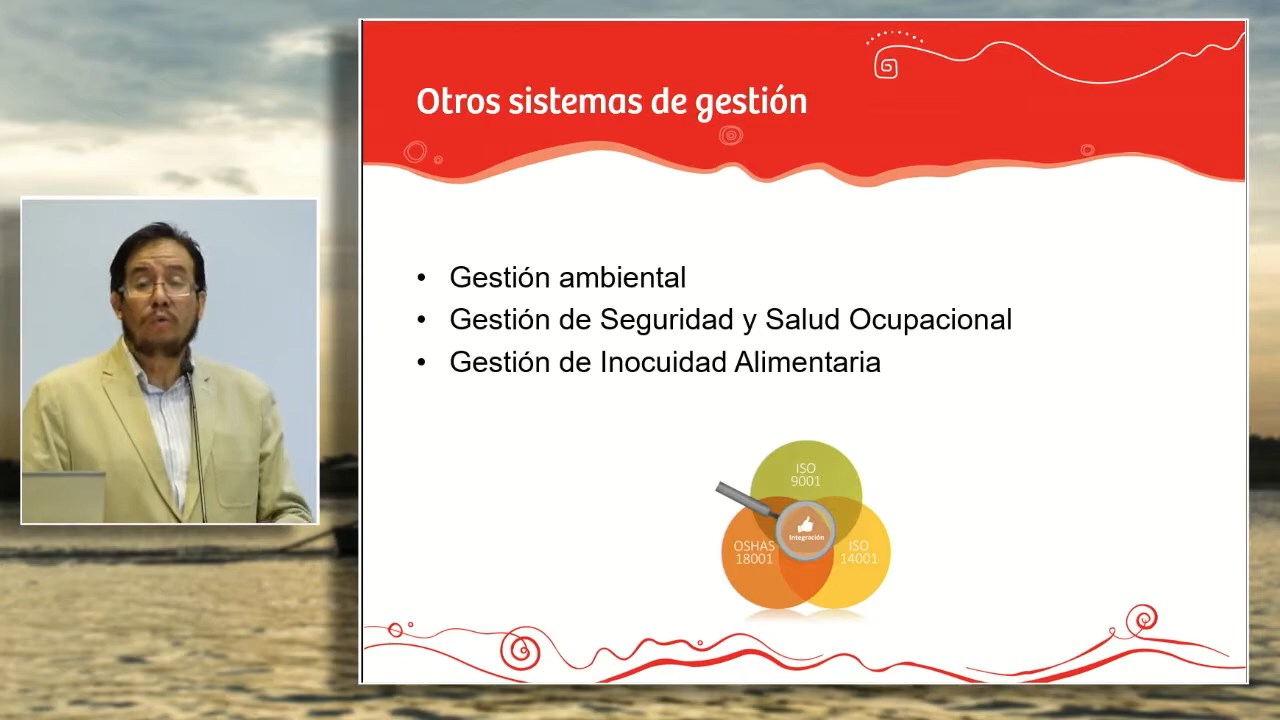 Otros sistemas de gestión
• Gestión ambiental
• Gestión de Seguridad y Salud Ocupacional
• Gestión de Inocuidad Alimentaria
ISO
9001
Integración
OSHAS
18001
ISO
14001